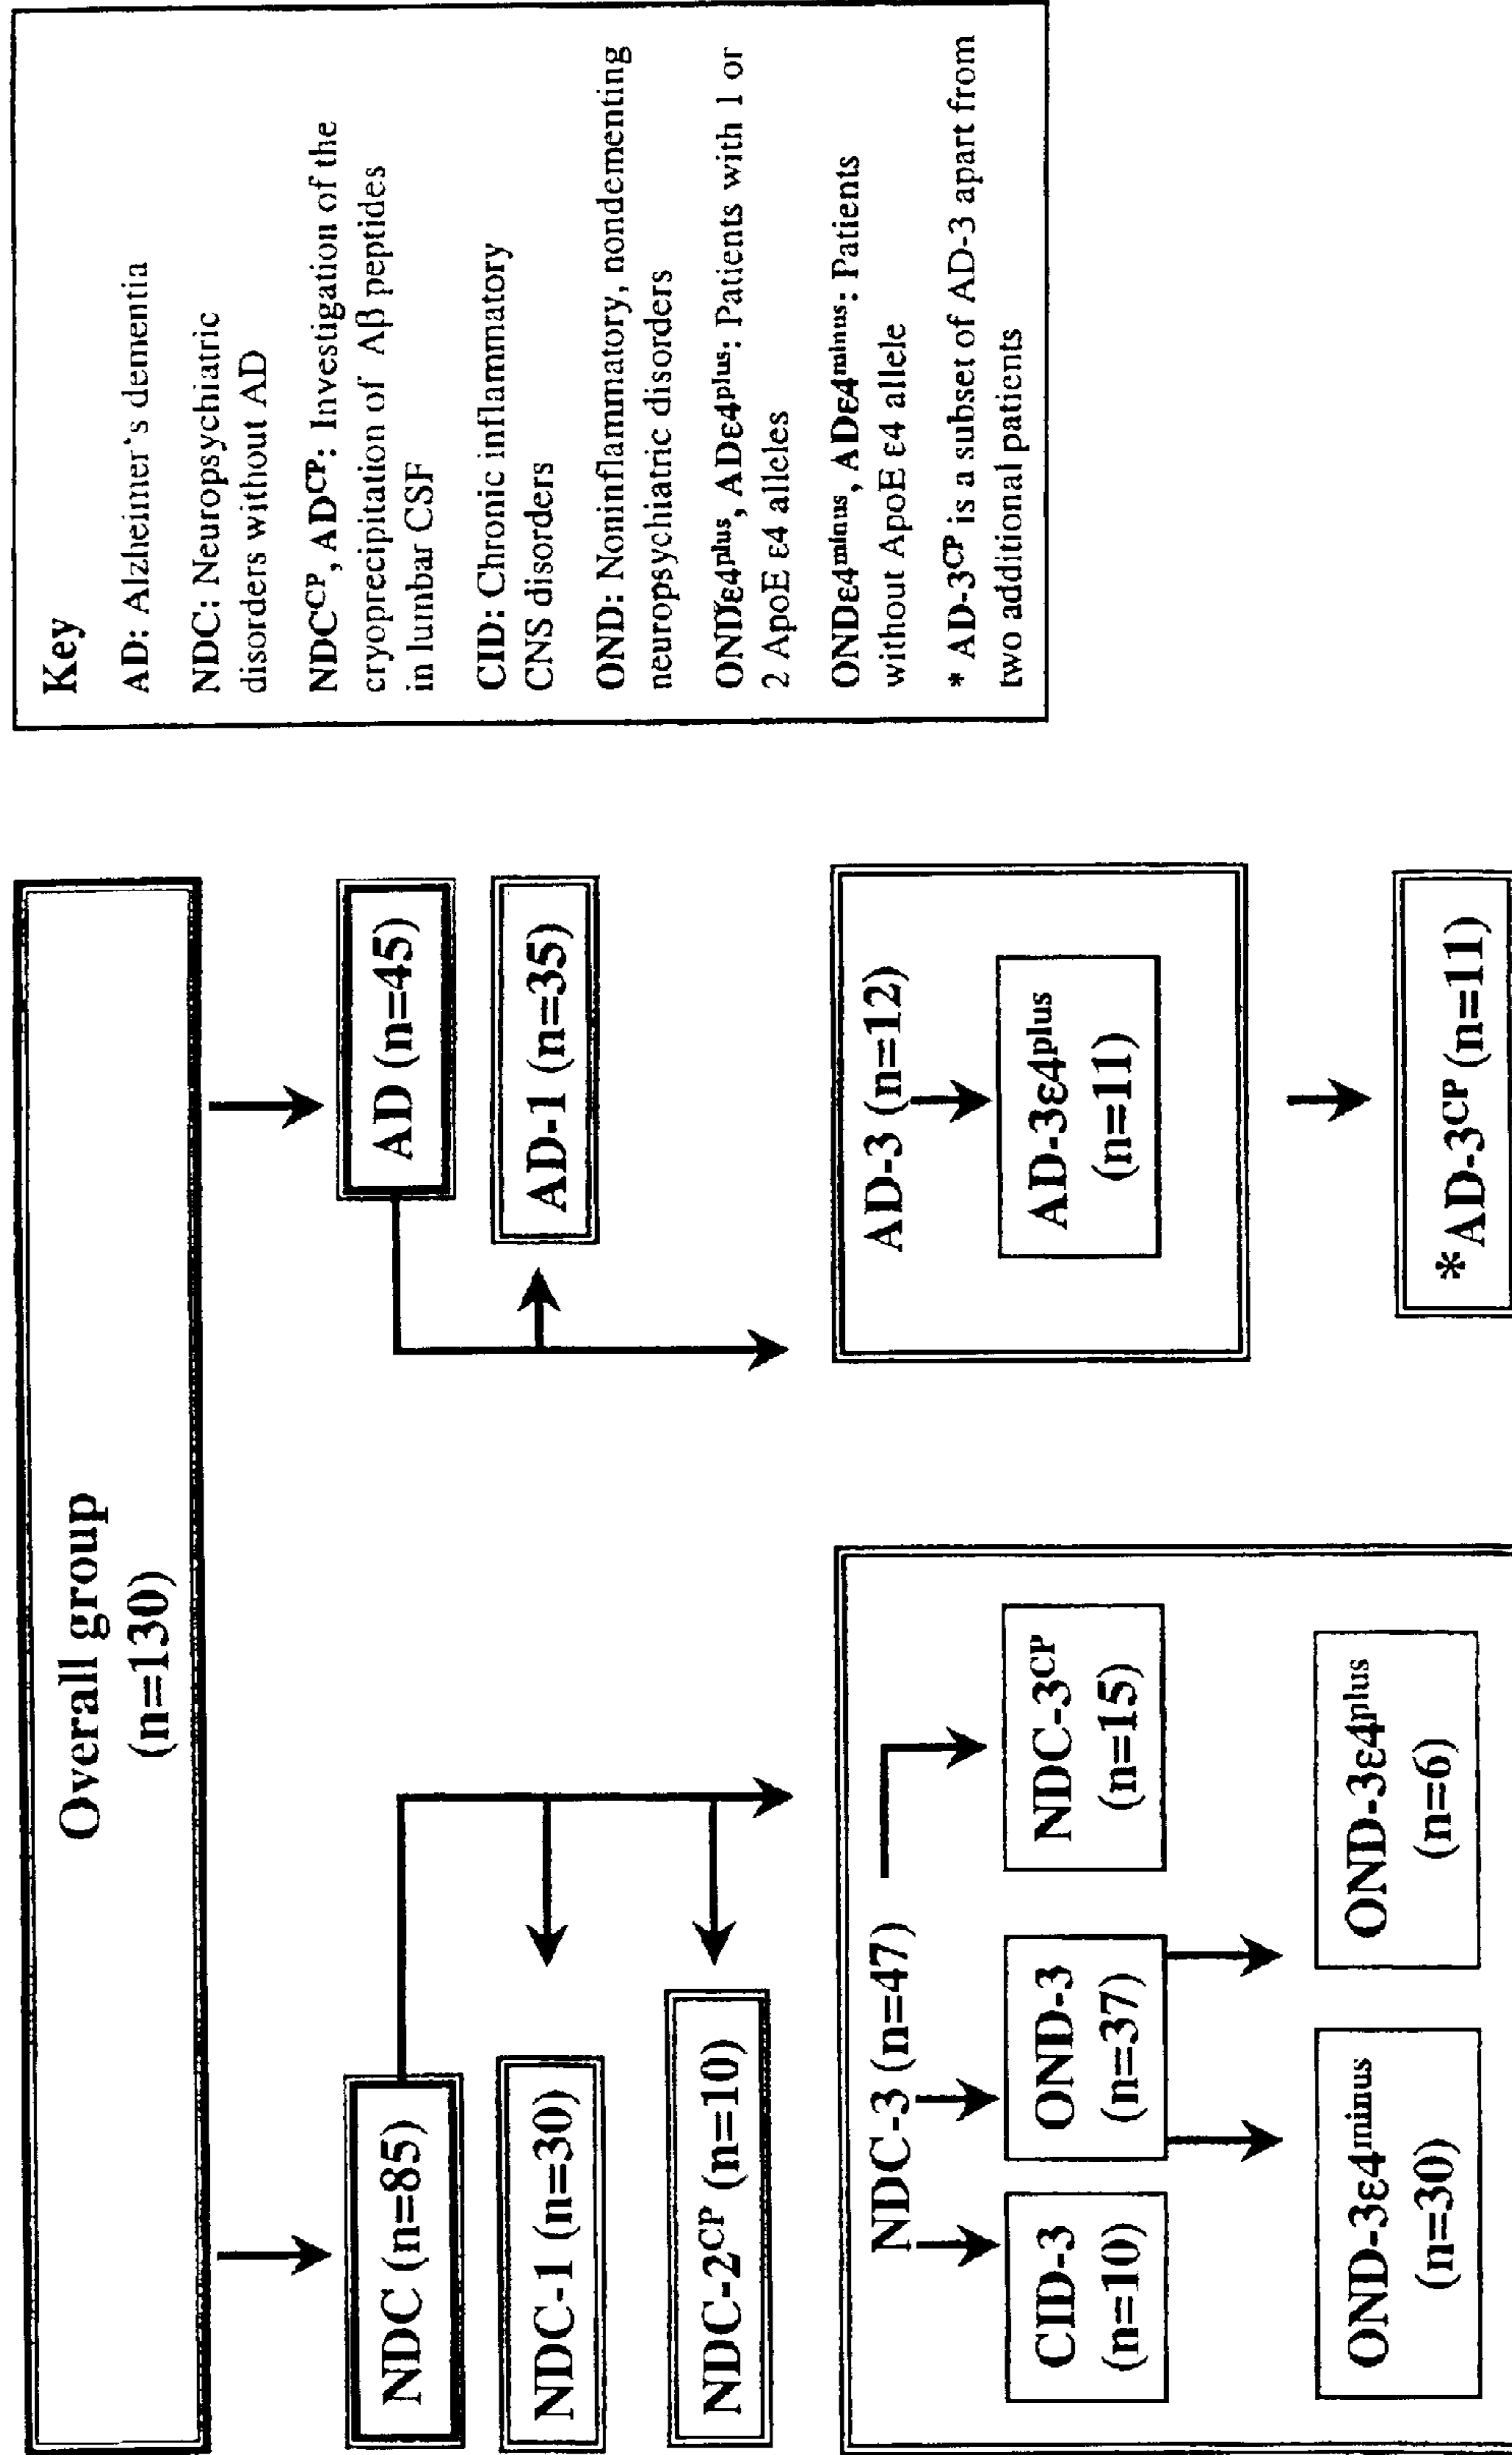 Overall group
(n=130)
NDC (n=85)
AD (n=45)
NDC-1 (n=30)
AD-1 (n=35)
NDC-2CP (n=10)
NDC-3 (n=47)
CID-3
(n=10)
OND-3
(n=37)
NDC-3CP
(n=15)
OND-3ε4minus
(n=30)
OND-3ε4plus
(n=6)
AD-3 (n=12)
AD-3ε4plus
(n=11)
*AD-3CP (n=11)
Key
AD: Alzheimer's dementia
NDC: Neuropsychiatric
disorders without AD
NDCCP, ADCP: Investigation of the
cryoprecipitation of Aβ peptides
in lumbar CSF
CID: Chronic inflammatory
CNS disorders
OND: Noninflammatory, nondementing
neuropsychiatric disorders
ONDε4plus, ADε4plus: Patients with 1 or
2 ApoE ε4 alleles
ONDε4minus, ADε4minus: Patients
without ApoE ε4 allele
* AD-3CP is a subset of AD-3 apart from
two additional patients